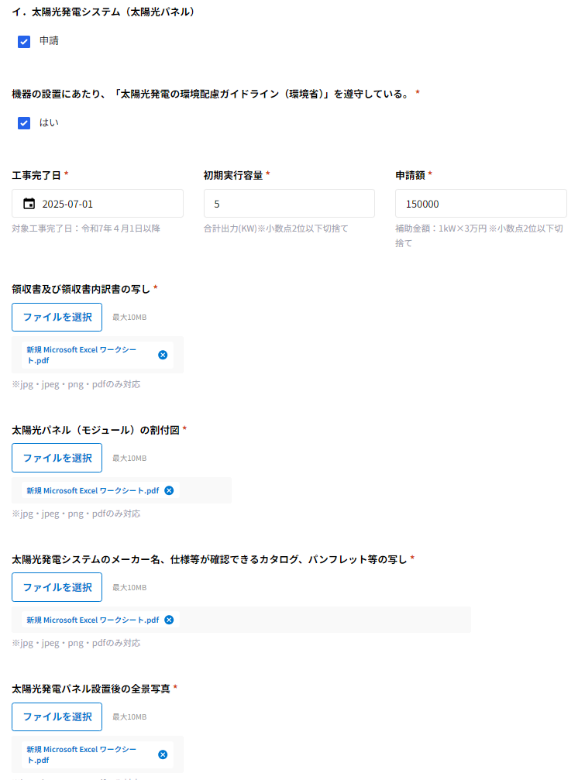 イ．太陽光発電システム（太陽光パネル）
申請
機器の設置にあたり、「太陽光発電の環境配慮ガイドライン（環境省）」を遵守している。 *
はい
工事完了日 *
初期実行容量 *
申請額 *
2025-07-01
5
150000
対象工事完了日：令和7年４月1日以降
合計出力(KW)※小数点2位以下切捨て
補助金額：1kW×3万円 ※小数点2位以下切
捨て
領収書及び領収書内訳書の写し *
ファイルを選択 最大10MB
新規 Microsoft Excel ワークシー
ト.pdf
※jpg・jpeg・png・pdfのみ対応
太陽光パネル（モジュール）の割付図 *
ファイルを選択 最大10MB
新規 Microsoft Excel ワークシート.pdf
※jpg・jpeg・png・pdfのみ対応
太陽光発電システムのメーカー名、仕様等が確認できるカタログ、パンフレット等の写し *
ファイルを選択 最大10MB
新規 Microsoft Excel ワークシート.pdf
※jpg・jpeg・png・pdfのみ対応
太陽光発電パネル設置後の全景写真 *
ファイルを選択 最大10MB
新規 Microsoft Excel ワークシー
ト.pdf